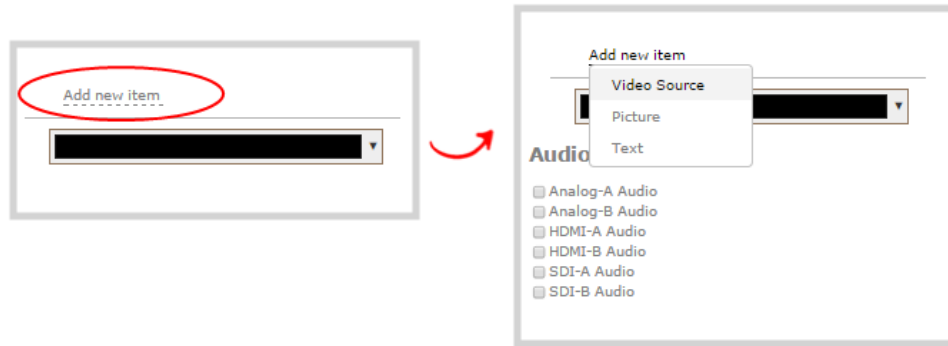 Add new item
Add new item
Video Source
Picture
Text
Audio
Analog-A Audio
Analog-B Audio
HDMI-A Audio
HDMI-B Audio
SDI-A Audio
SDI-B Audio